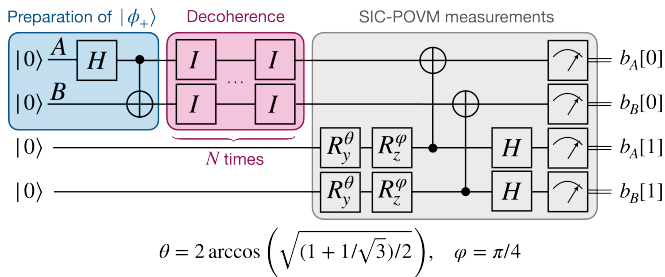 Preparation of |ϕ₊⟩ Decoherence SIC-POVM measurements
|0⟩ A H I ... I b_A[0]
|0⟩ B I I b_B[0]
N times
|0⟩ R_y^θ R_z^φ H b_A[1]
|0⟩ R_y^θ R_z^φ H b_B[1]
θ = 2 arccos (√((1 + 1/√3)/2)), φ = π/4